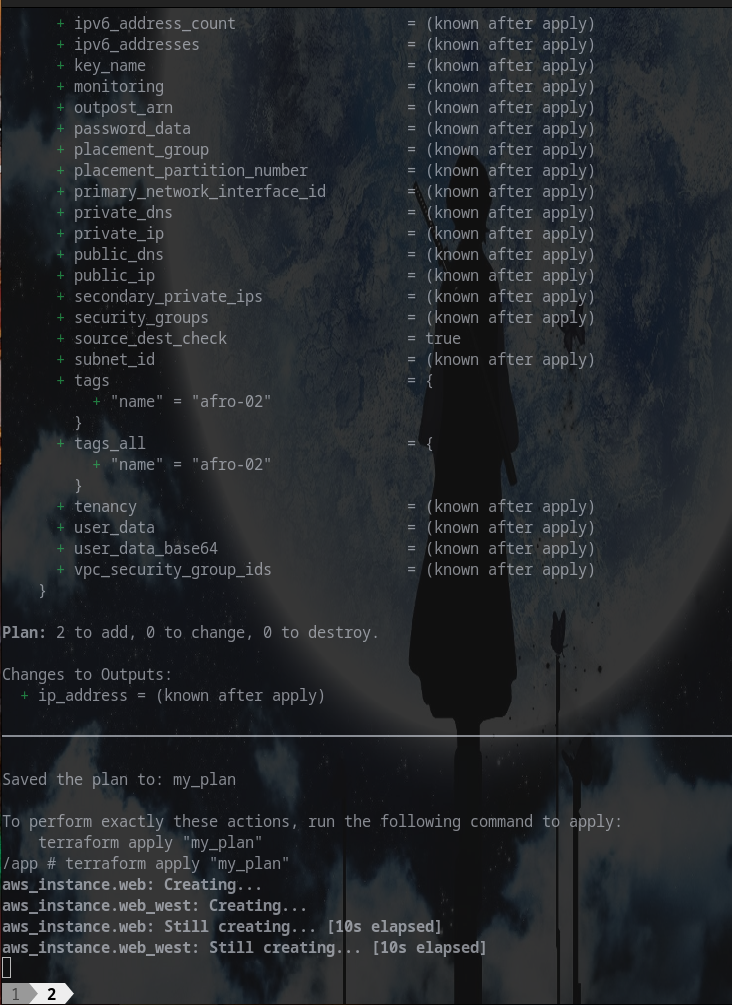 + ipv6_address_count = (known after apply)
+ ipv6_addresses = (known after apply)
+ key_name = (known after apply)
+ monitoring = (known after apply)
+ outpost_arn = (known after apply)
+ password_data = (known after apply)
+ placement_group = (known after apply)
+ placement_partition_number = (known after apply)
+ primary_network_interface_id = (known after apply)
+ private_dns = (known after apply)
+ private_ip = (known after apply)
+ public_dns = (known after apply)
+ public_ip = (known after apply)
+ secondary_private_ips = (known after apply)
+ security_groups = (known after apply)
+ source_dest_check = true
+ subnet_id = (known after apply)
+ tags = {
+ "name" = "afro-02"
}
+ tags_all = {
+ "name" = "afro-02"
}
+ tenancy = (known after apply)
+ user_data = (known after apply)
+ user_data_base64 = (known after apply)
+ vpc_security_group_ids = (known after apply)
}
Plan: 2 to add, 0 to change, 0 to destroy.
Changes to Outputs:
+ ip_address = (known after apply)
Saved the plan to: my_plan
To perform exactly these actions, run the following command to apply:
terraform apply "my_plan"
/app # terraform apply "my_plan"
aws_instance.web: Creating...
aws_instance.web_west: Creating...
aws_instance.web: Still creating... [10s elapsed]
aws_instance.web_west: Still creating... [10s elapsed]
1 2